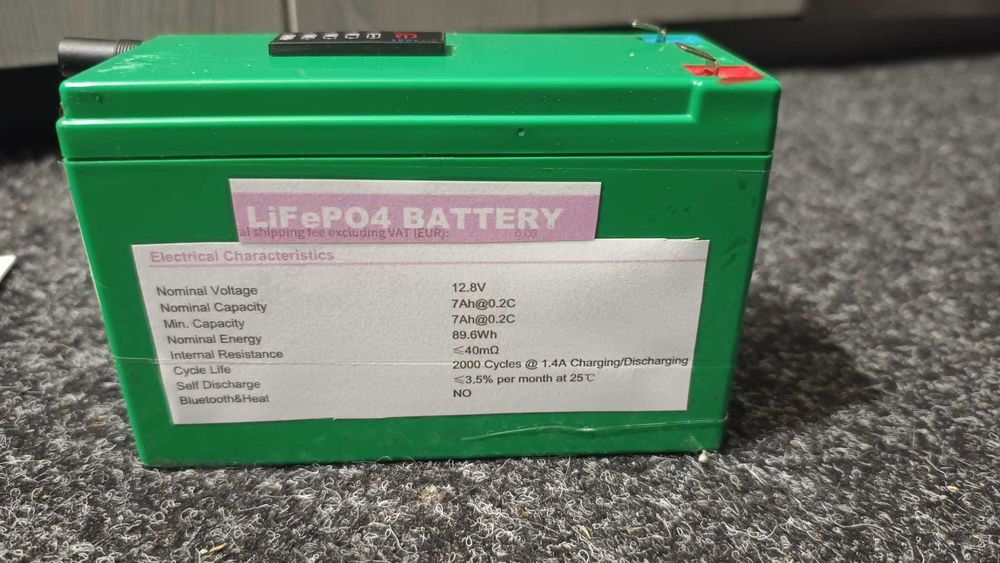 LiFePO4 BATTERY
al shipping fee excluding VAT (EUR): 0.00
Electrical Characteristics
Nominal Voltage 12.8V
Nominal Capacity 7Ah@0.2C
Min. Capacity 7Ah@0.2C
Nominal Energy 89.6Wh
Internal Resistance ≤40mΩ
Cycle Life 2000 Cycles @ 1.4A Charging/Discharging
Self Discharge ≤3.5% per month at 25℃
Bluetooth&Heat NO